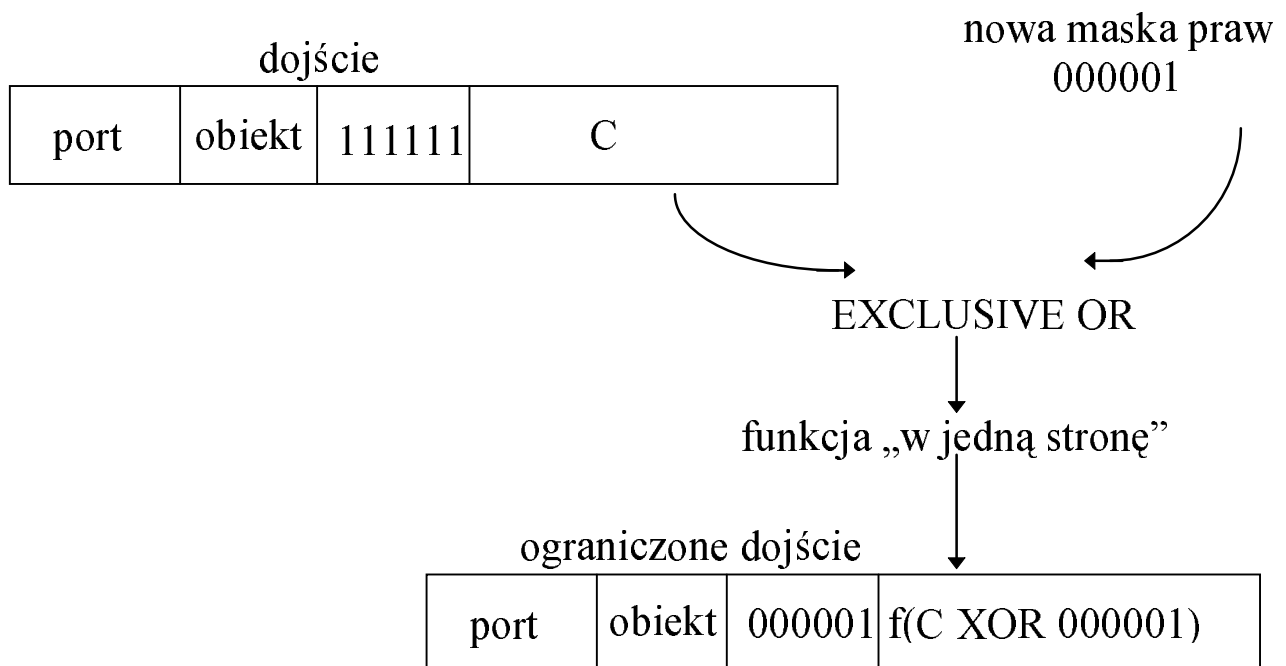 nowa maska praw
000001
dojście
port obiekt 111111 C
EXCLUSIVE OR
funkcja „w jedną stronę”
ograniczone dojście
port obiekt 000001 f(C XOR 000001)